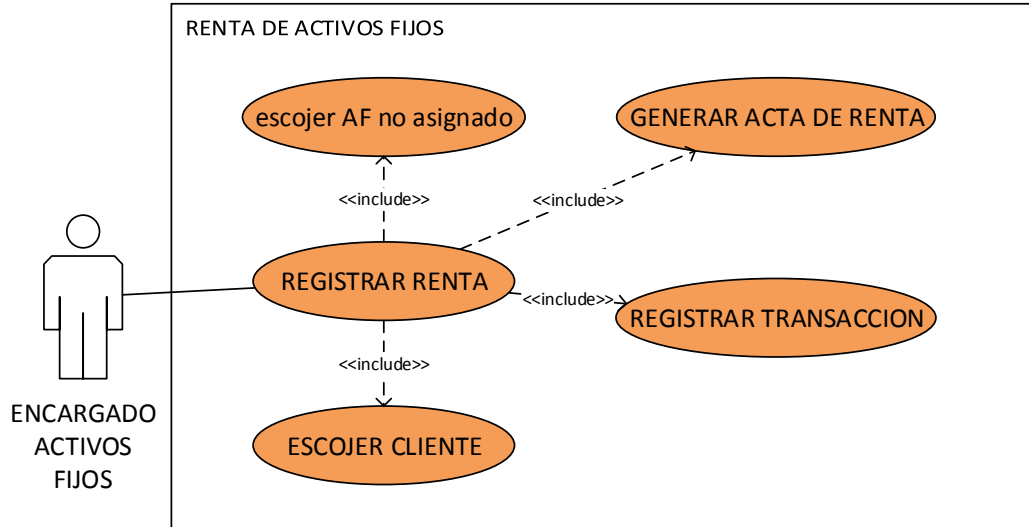 RENTA DE ACTIVOS FIJOS
escojer AF no asignado
GENERAR ACTA DE RENTA
<<include>>
<<include>>
REGISTRAR RENTA
<<include>>
REGISTRAR TRANSACCION
<<include>>
ESCOJER CLIENTE
ENCARGADO
ACTIVOS
FIJOS